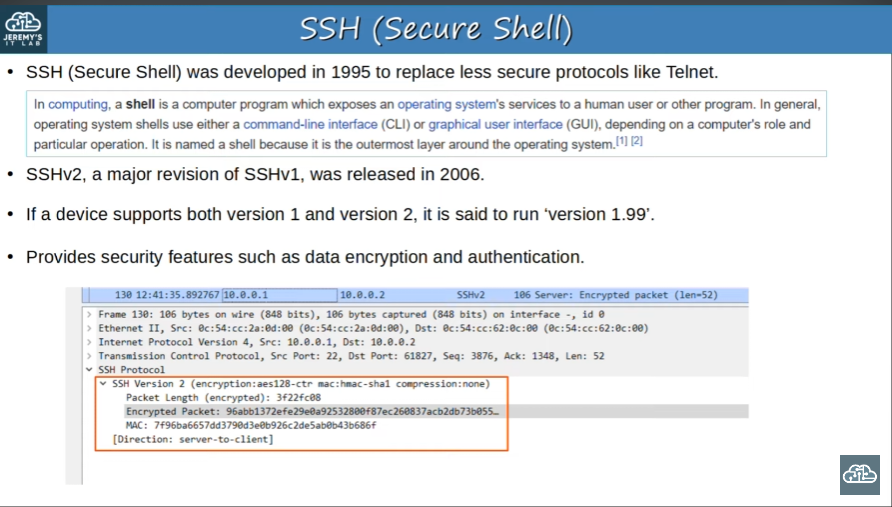 JEREMY'S
IT LAB
SSH (Secure Shell)
• SSH (Secure Shell) was developed in 1995 to replace less secure protocols like Telnet.
In computing, a shell is a computer program which exposes an operating system's services to a human user or other program. In general,
operating system shells use either a command-line interface (CLI) or graphical user interface (GUI), depending on a computer's role and
particular operation. It is named a shell because it is the outermost layer around the operating system.[1] [2]
• SSHv2, a major revision of SSHv1, was released in 2006.
• If a device supports both version 1 and version 2, it is said to run ‘version 1.99’.
• Provides security features such as data encryption and authentication.
130 12:41:35.892767 10.0.0.1 10.0.0.2 SSHv2 106 Server: Encrypted packet (len=52)
> Frame 130: 106 bytes on wire (848 bits), 106 bytes captured (848 bits) on interface -, id 0
> Ethernet II, Src: 0c:54:cc:2a:0d:00 (0c:54:cc:2a:0d:00), Dst: 0c:54:cc:62:0c:00 (0c:54:cc:62:0c:00)
> Internet Protocol Version 4, Src: 10.0.0.1, Dst: 10.0.0.2
> Transmission Control Protocol, Src Port: 22, Dst Port: 61827, Seq: 3876, Ack: 1348, Len: 52
SSH Protocol
SSH Version 2 (encryption:aes128-ctr mac:hmac-sha1 compression:none)
Packet Length (encrypted): 3f22fc08
Encrypted Packet: 96abb1372efe29e0a92532800f87ec260837acb2db73b055…
MAC: 7f96ba6657dd3790d3e0b926c2de5ab0b43b686f
[Direction: server-to-client]